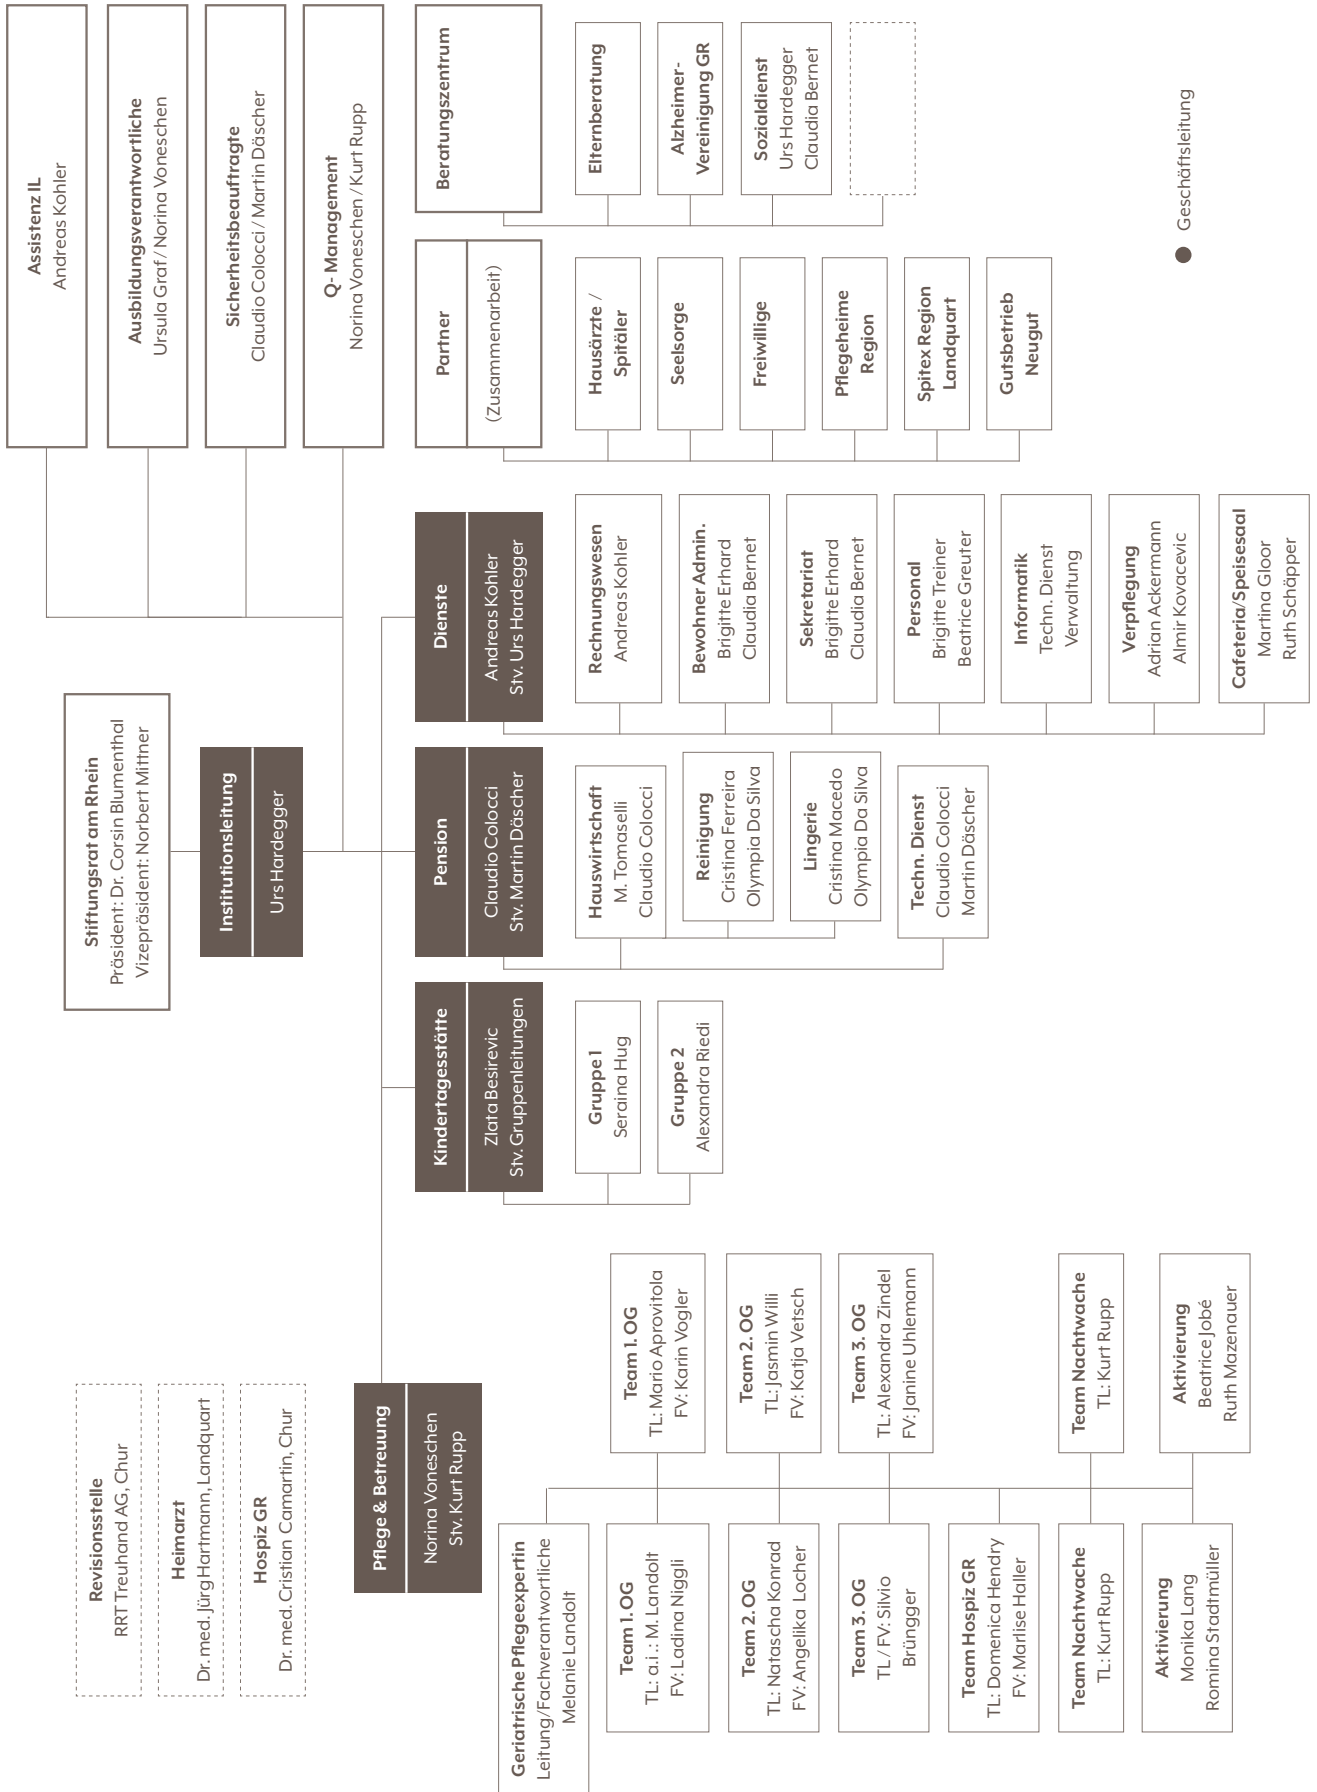 Revisionsstelle
RRT Treuhand AG, Chur
Heimarzt
Dr. med. Jürg Hartmann, Landquart
Hospiz GR
Dr. med. Cristian Camartin, Chur
Stiftungsrat am Rhein
Präsident: Dr. Corsin Blumenthal
Vizepräsident: Norbert Mittner
Institutionsleitung
Urs Hardegger
Assistenz IL
Andreas Kohler
Ausbildungsverantwortliche
Ursula Graf / Norina Voneschen
Sicherheitsbeauftragte
Claudio Colocci / Martin Däscher
Q- Management
Norina Voneschen / Kurt Rupp
Pflege & Betreuung
Norina Voneschen
Stv. Kurt Rupp
Geriatrische Pflegeexpertin
Leitung/Fachverantwortliche
Melanie Landolt
Team 1. OG
TL: a.i.: M. Landolt
FV: Ladina Niggli
Team 1. OG
TL: Mario Aprovitola
FV: Karin Vogler
Team 2. OG
TL: Natascha Konrad
FV: Angelika Locher
Team 2. OG
TL: Jasmin Willi
FV: Katja Vetsch
Team 3. OG
TL / FV: Silvio
Brüngger
Team 3. OG
TL: Alexandra Zindel
FV: Janine Uhlemann
Team Hospiz GR
TL: Domenica Hendry
FV: Marlise Haller
Team Nachtwache
TL: Kurt Rupp
Team Nachtwache
TL: Kurt Rupp
Aktivierung
Monika Lang
Romina Stadtmüller
Aktivierung
Beatrice Jobé
Ruth Mazenauer
Kindertagesstätte
Zlata Besirevic
Stv. Gruppenleitungen
Gruppe 1
Seraina Hug
Gruppe 2
Alexandra Riedi
Pension
Claudio Colocci
Stv. Martin Däscher
Hauswirtschaft
M. Tomaselli
Claudio Colocci
Reinigung
Cristina Ferreira
Olympia Da Silva
Lingerie
Cristina Macedo
Olympia Da Silva
Techn. Dienst
Claudio Colocci
Martin Däscher
Dienste
Andreas Kohler
Stv. Urs Hardegger
Rechnungswesen
Andreas Kohler
Bewohner Admin.
Brigitte Erhard
Claudia Bernet
Sekretariat
Brigitte Erhard
Claudia Bernet
Personal
Brigitte Treiner
Beatrice Greuter
Informatik
Techn. Dienst
Verwaltung
Verpflegung
Adrian Ackermann
Almir Kovacevic
Cafeteria/Speisesaal
Martina Gloor
Ruth Schäpper
Partner
(Zusammenarbeit)
Hausärzte /
Spitäler
Seelsorge
Freiwillige
Pflegeheime
Region
Spitex Region
Landquart
Gutsbetrieb
Neugut
Beratungszentrum
Elternberatung
Alzheimer-
Vereinigung GR
Sozialdienst
Urs Hardegger
Claudia Bernet
Geschäftsleitung